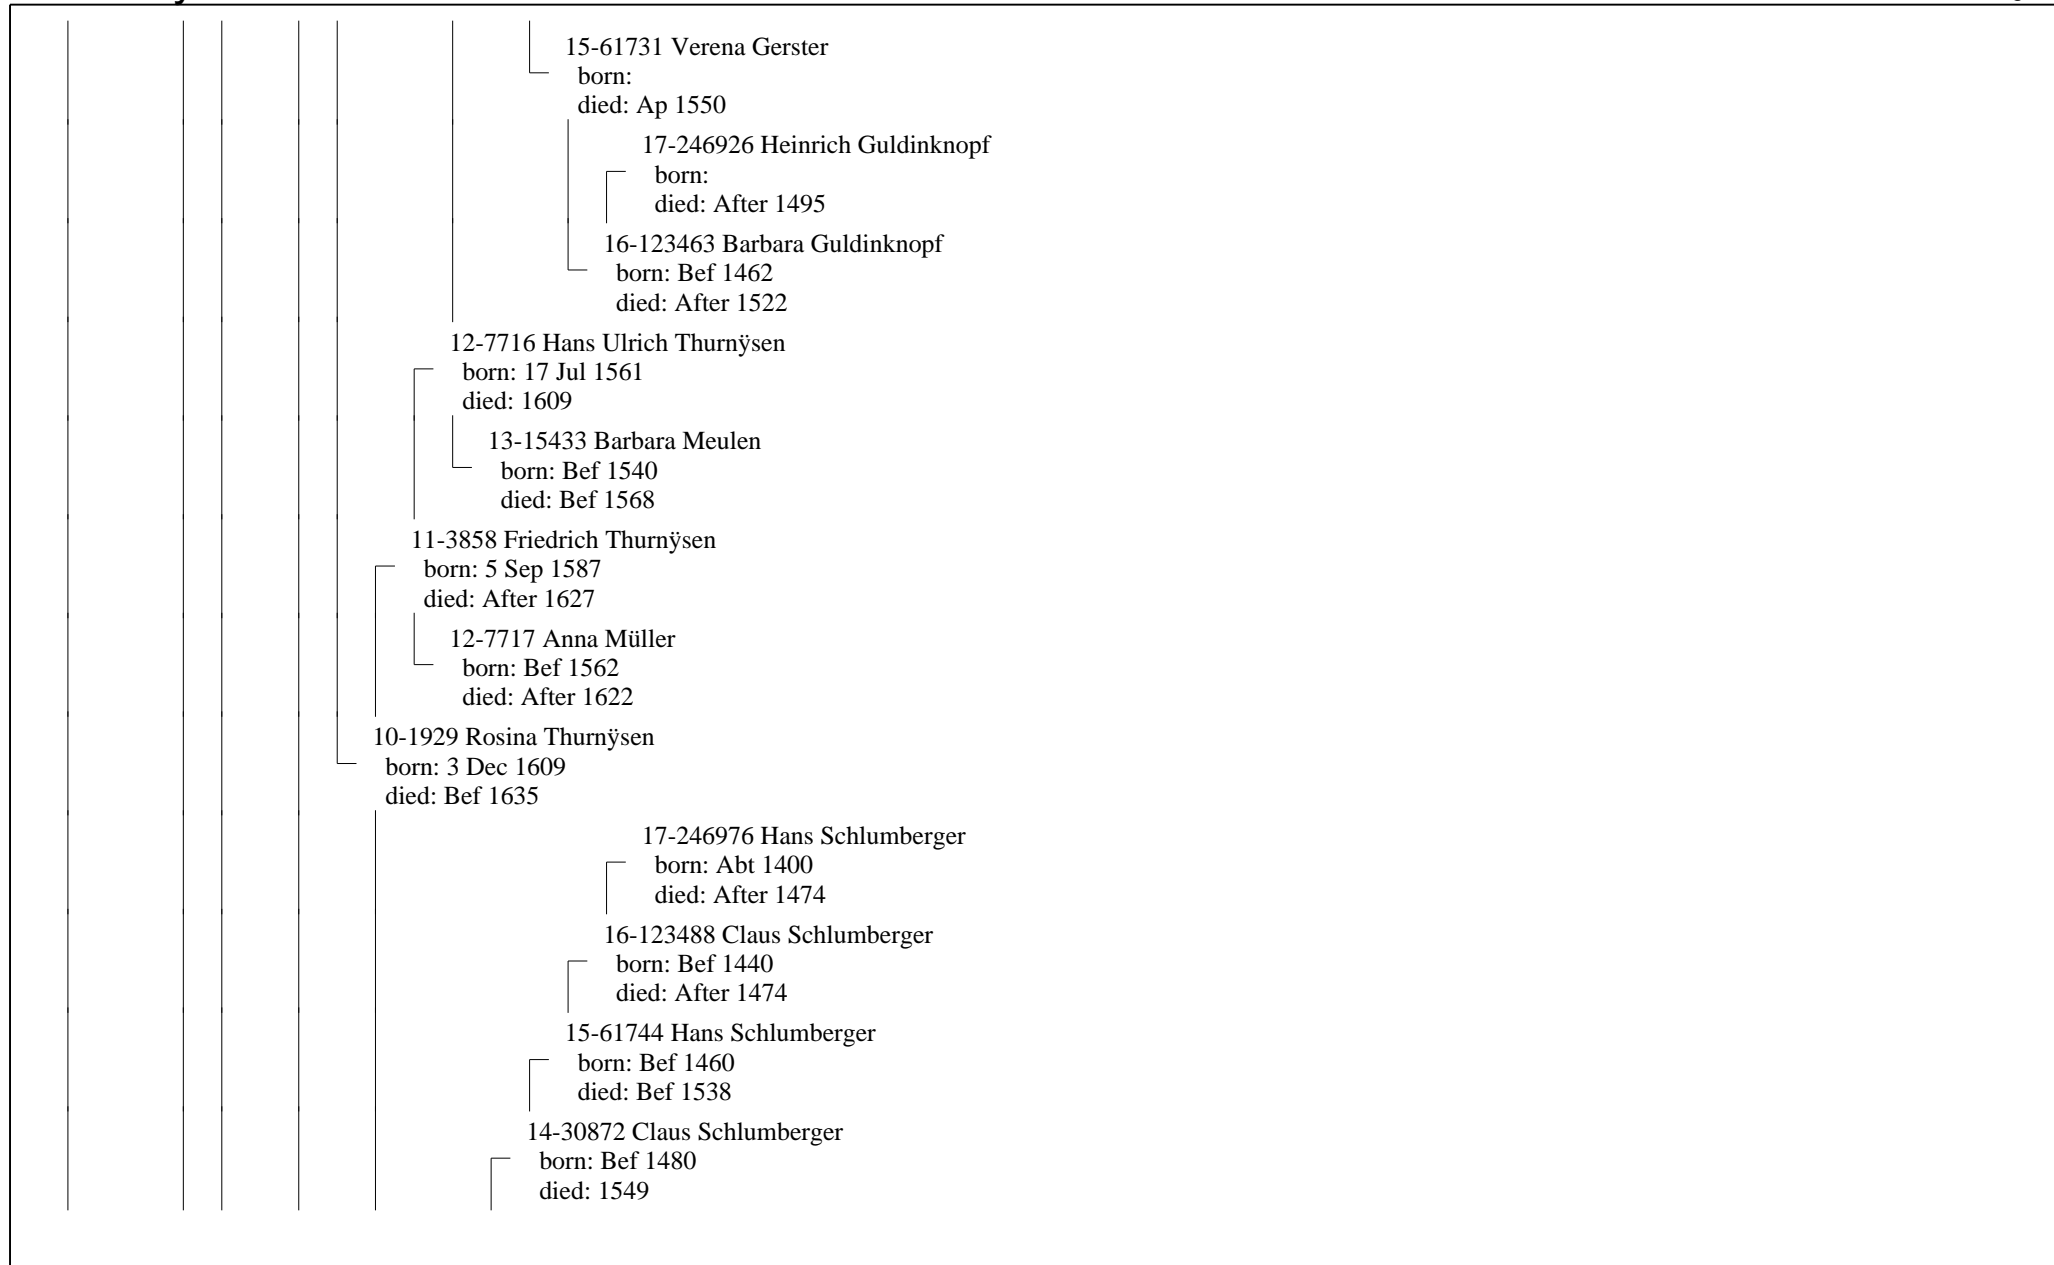 15-61731 Verena Gerster
born:
died: Ap 1550
17-246926 Heinrich Guldinknopf
born:
died: After 1495
16-123463 Barbara Guldinknopf
born: Bef 1462
died: After 1522
12-7716 Hans Ulrich Thurnÿsen
born: 17 Jul 1561
died: 1609
13-15433 Barbara Meulen
born: Bef 1540
died: Bef 1568
11-3858 Friedrich Thurnÿsen
born: 5 Sep 1587
died: After 1627
12-7717 Anna Müller
born: Bef 1562
died: After 1622
10-1929 Rosina Thurnÿsen
born: 3 Dec 1609
died: Bef 1635
17-246976 Hans Schlumberger
born: Abt 1400
died: After 1474
16-123488 Claus Schlumberger
born: Bef 1440
died: After 1474
15-61744 Hans Schlumberger
born: Bef 1460
died: Bef 1538
14-30872 Claus Schlumberger
born: Bef 1480
died: 1549